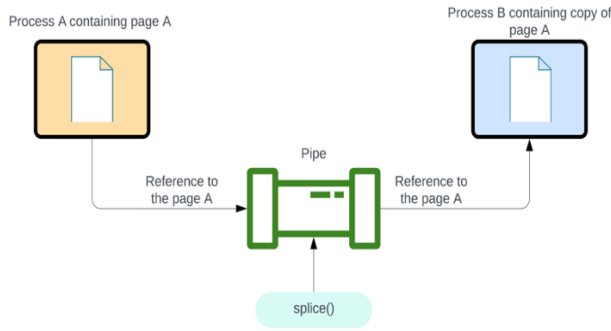 Process A containing page A
Process B containing copy of
page A
Pipe
Reference to
the page A
Reference to
the page A
splice()